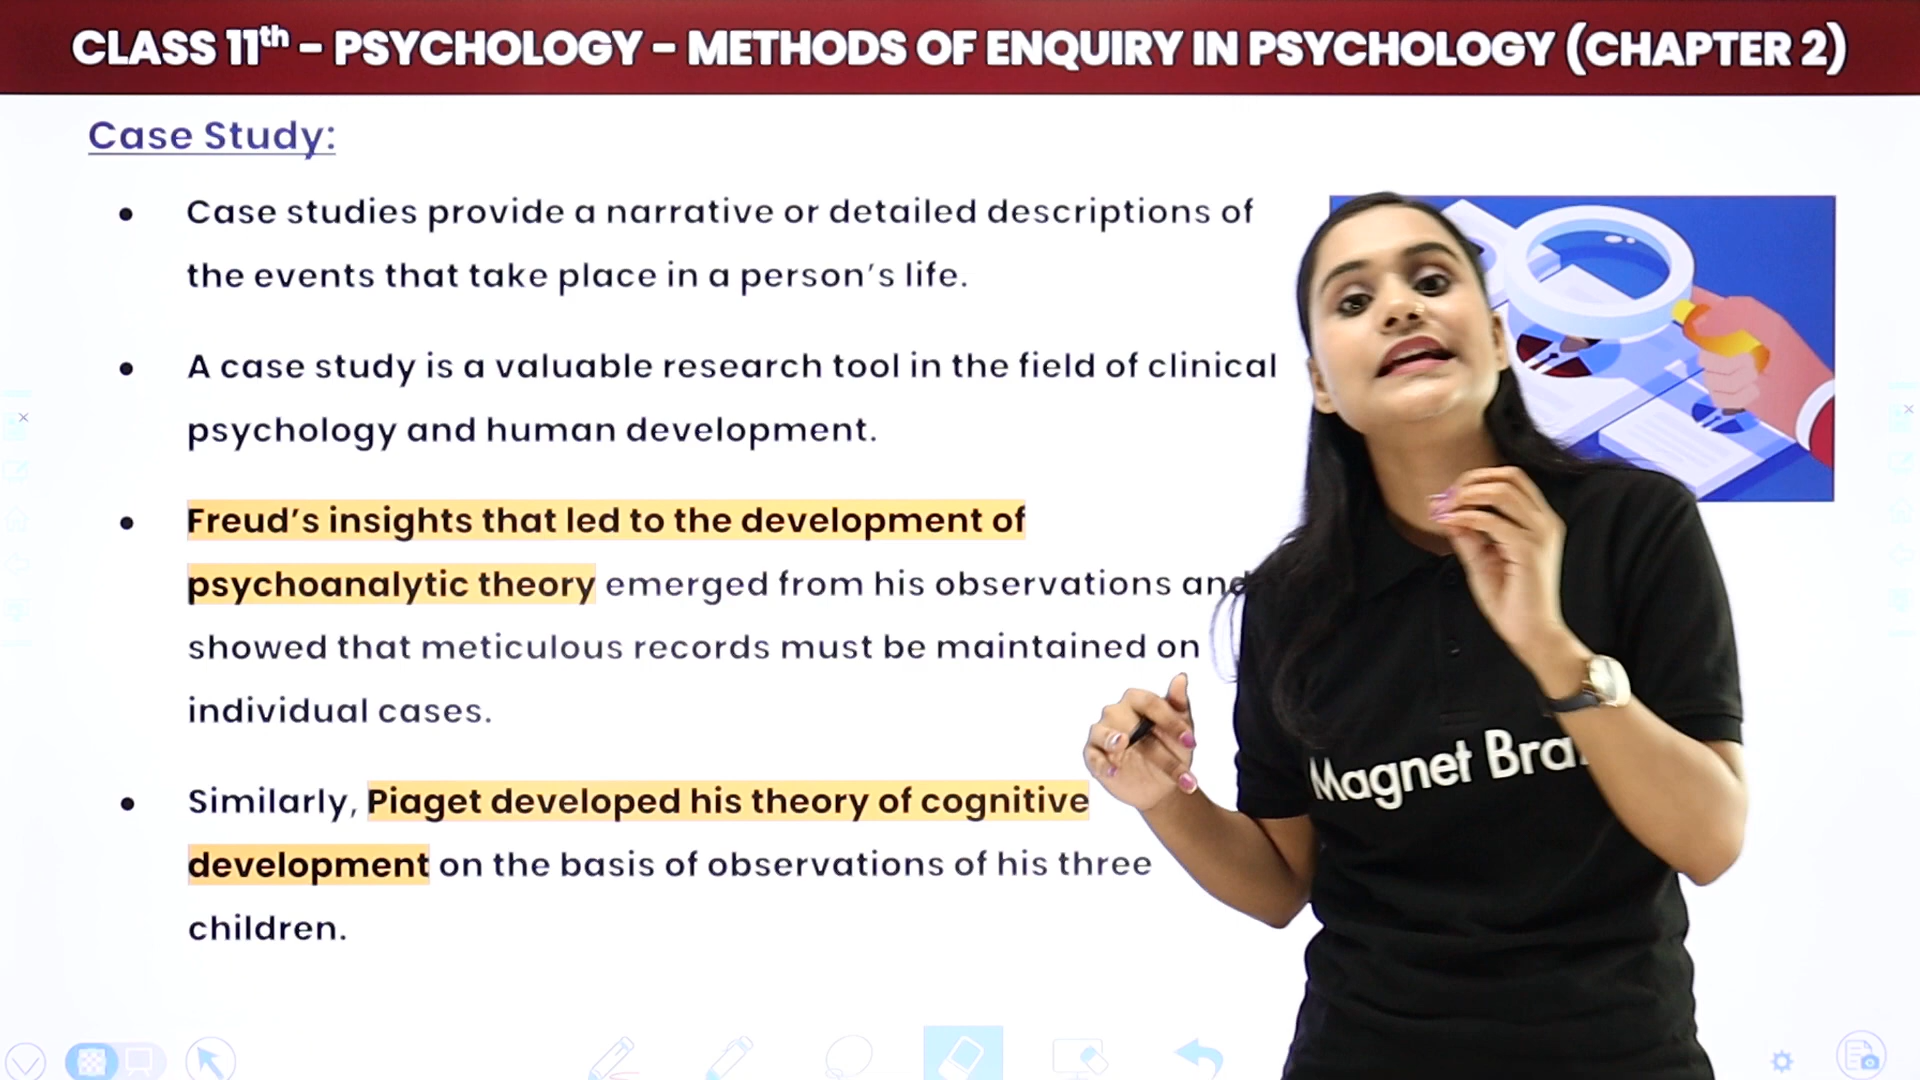 CLASS 11th – PSYCHOLOGY – METHODS OF ENQUIRY IN PSYCHOLOGY (CHAPTER 2)
Case Study:
• Case studies provide a narrative or detailed descriptions of
the events that take place in a person's life.
• A case study is a valuable research tool in the field of clinical
psychology and human development.
• Freud's insights that led to the development of
psychoanalytic theory emerged from his observations and
showed that meticulous records must be maintained on
individual cases.
• Similarly, Piaget developed his theory of cognitive
development on the basis of observations of his three
children.
Magnet Bra